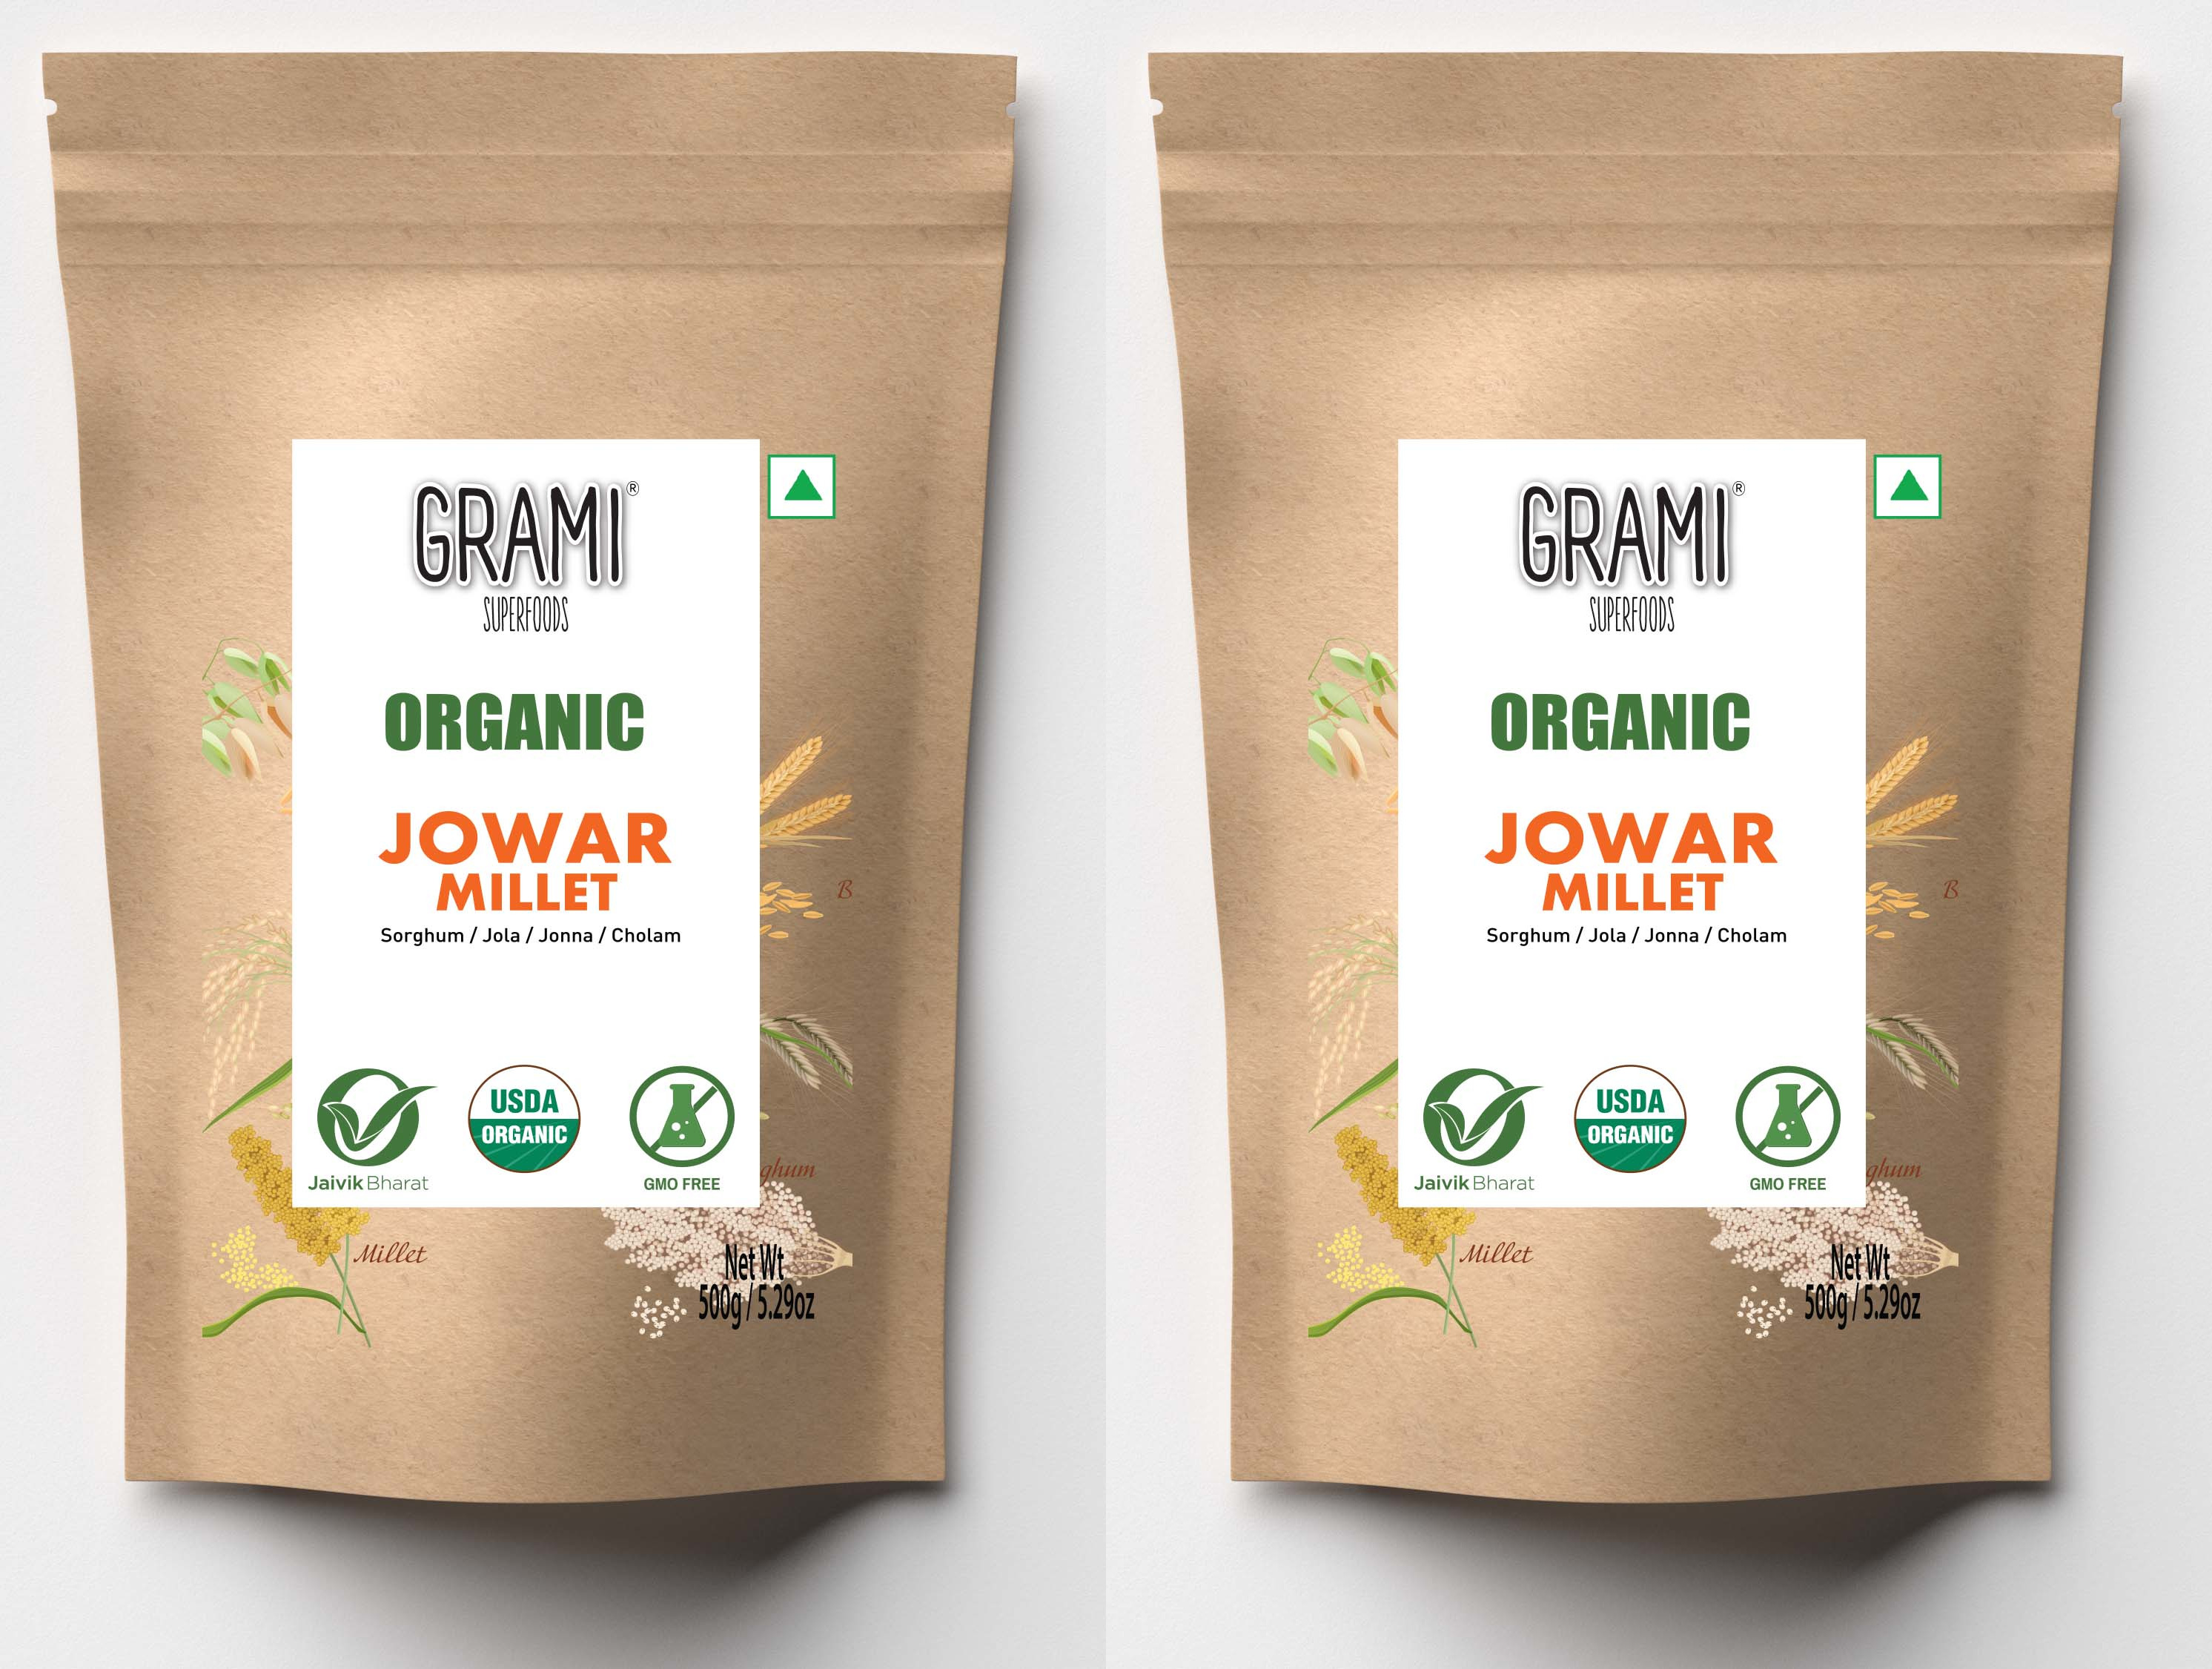 GRAMI®
SUPERFOODS
ORGANIC
JOWAR
MILLET
Sorghum / Jola / Jonna / Cholam
B
USDA
ORGANIC
Jaivik Bharat
GMO FREE
ghum
Millet
Net Wt
500g / 5.29oz
GRAMI®
SUPERFOODS
ORGANIC
JOWAR
MILLET
Sorghum / Jola / Jonna / Cholam
B
USDA
ORGANIC
Jaivik Bharat
GMO FREE
ghum
Millet
Net Wt
500g / 5.29oz